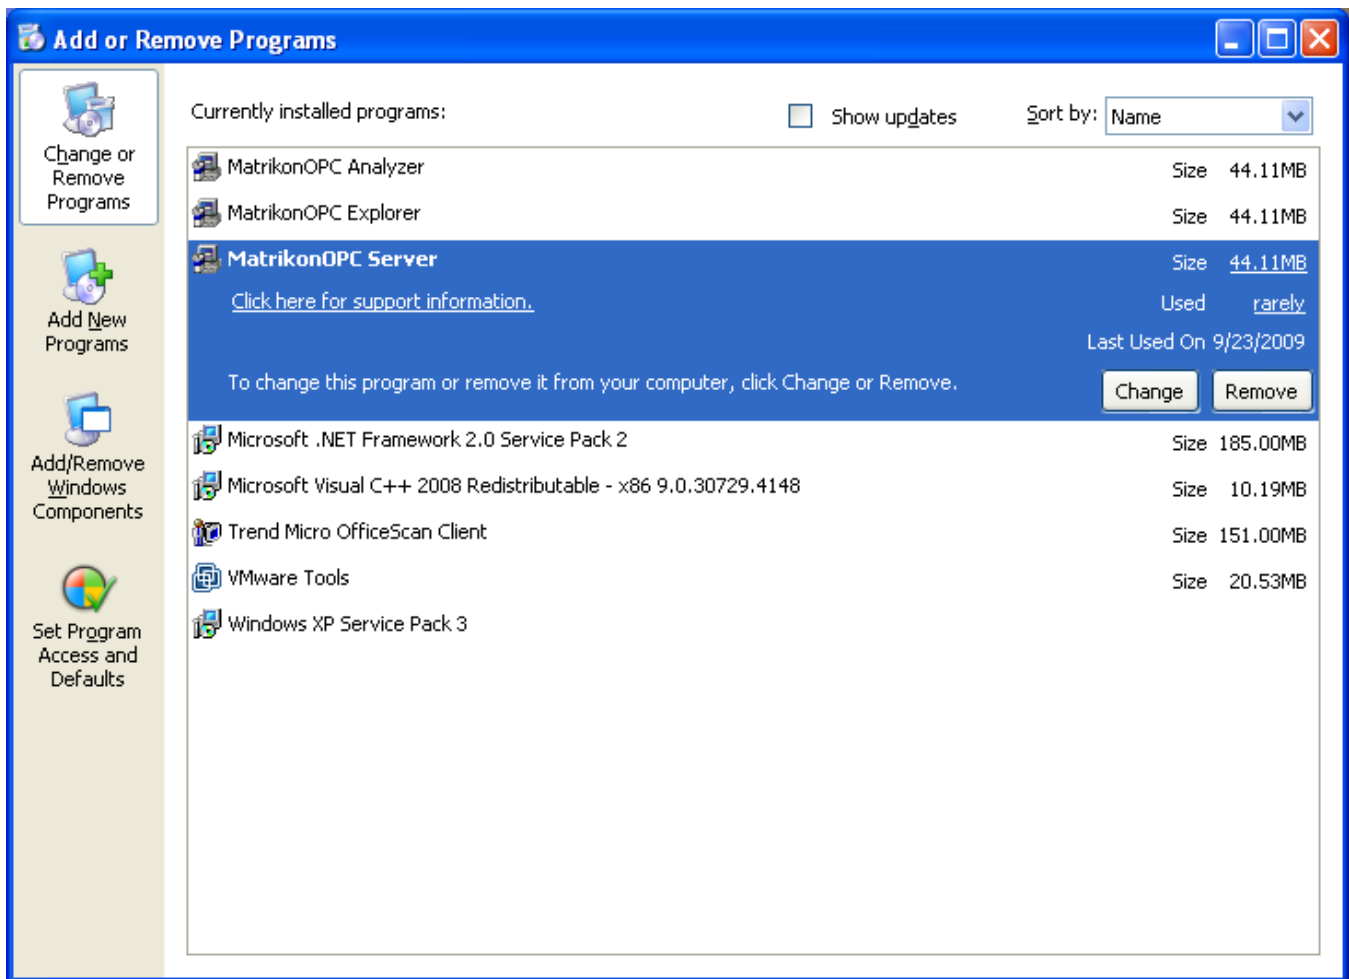 Add or Remove Programs
Change or
Remove
Programs
Add New
Programs
Add/Remove
Windows
Components
Set Program
Access and
Defaults
Currently installed programs:
Show updates
Sort by: Name
MatrikonOPC Analyzer Size 44.11MB
MatrikonOPC Explorer Size 44.11MB
MatrikonOPC Server Size 44.11MB
Click here for support information. Used rarely
Last Used On 9/23/2009
To change this program or remove it from your computer, click Change or Remove. Change Remove
Microsoft .NET Framework 2.0 Service Pack 2 Size 185.00MB
Microsoft Visual C++ 2008 Redistributable - x86 9.0.30729.4148 Size 10.19MB
Trend Micro OfficeScan Client Size 151.00MB
VMware Tools Size 20.53MB
Windows XP Service Pack 3